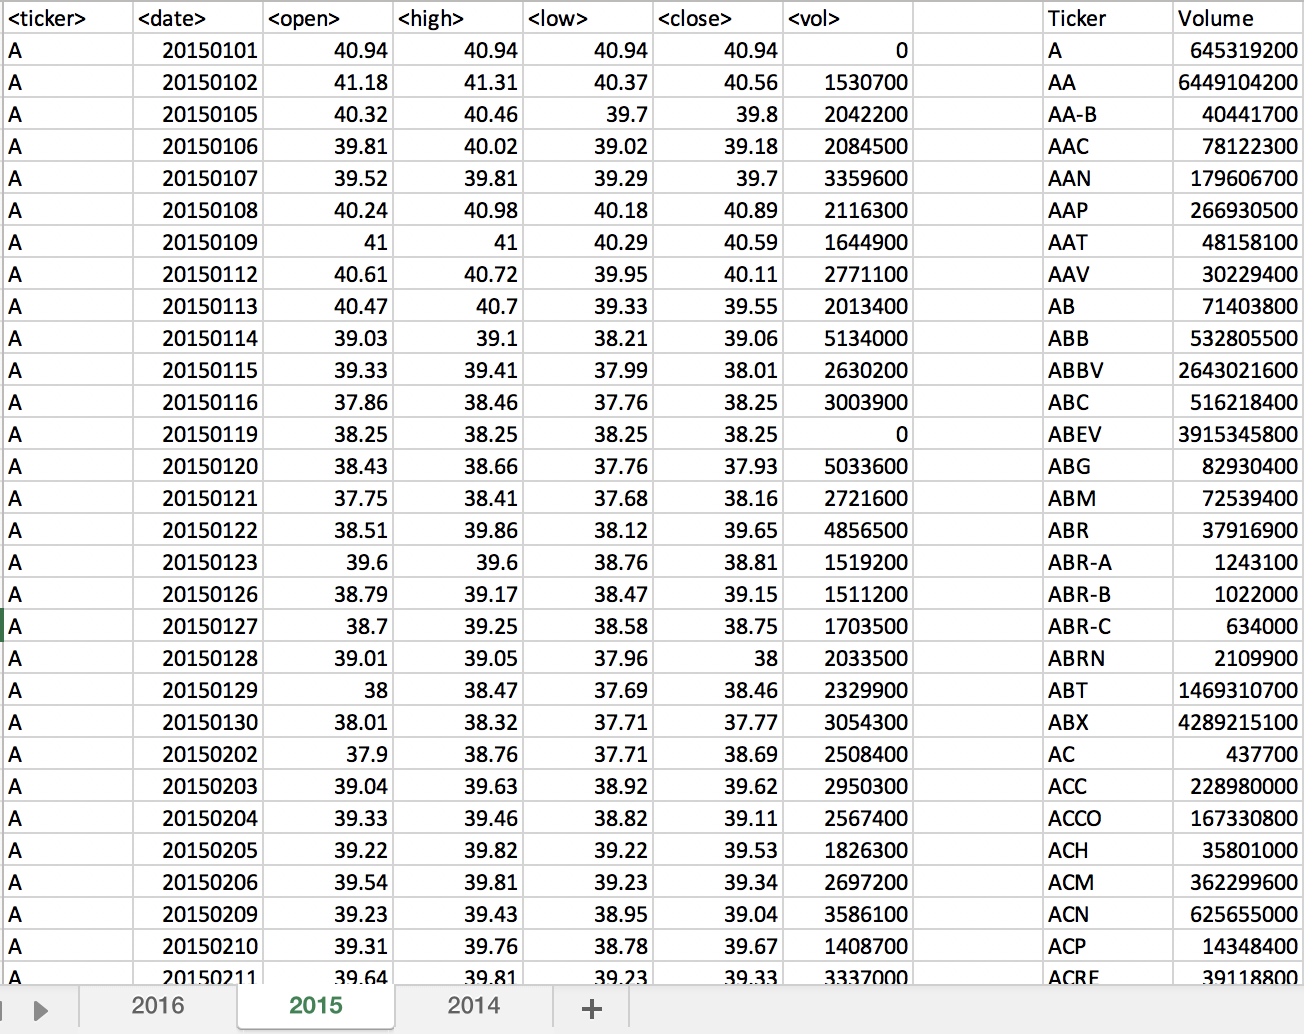 <ticker> <date> <open> <high> <low> <close> <vol> Ticker Volume
A 20150101 40.94 40.94 40.94 40.94 0 A 645319200
A 20150102 41.18 41.31 40.37 40.56 1530700 AA 6449104200
A 20150105 40.32 40.46 39.7 39.8 2042200 AA-B 40441700
A 20150106 39.81 40.02 39.02 39.18 2084500 AAC 78122300
A 20150107 39.52 39.81 39.29 39.7 3359600 AAN 179606700
A 20150108 40.24 40.98 40.18 40.89 2116300 AAP 266930500
A 20150109 41 41 40.29 40.59 1644900 AAT 48158100
A 20150112 40.61 40.72 39.95 40.11 2771100 AAV 30229400
A 20150113 40.47 40.7 39.33 39.55 2013400 AB 71403800
A 20150114 39.03 39.1 38.21 39.06 5134000 ABB 532805500
A 20150115 39.33 39.41 37.99 38.01 2630200 ABBV 2643021600
A 20150116 37.86 38.46 37.76 38.25 3003900 ABC 516218400
A 20150119 38.25 38.25 38.25 38.25 0 ABEV 3915345800
A 20150120 38.43 38.66 37.76 37.93 5033600 ABG 82930400
A 20150121 37.75 38.41 37.68 38.16 2721600 ABM 72539400
A 20150122 38.51 39.86 38.12 39.65 4856500 ABR 37916900
A 20150123 39.6 39.6 38.76 38.81 1519200 ABR-A 1243100
A 20150126 38.79 39.17 38.47 39.15 1511200 ABR-B 1022000
A 20150127 38.7 39.25 38.58 38.75 1703500 ABR-C 634000
A 20150128 39.01 39.05 37.96 38 2033500 ABRN 2109900
A 20150129 38 38.47 37.69 38.46 2329900 ABT 1469310700
A 20150130 38.01 38.32 37.71 37.77 3054300 ABX 4289215100
A 20150202 37.9 38.76 37.71 38.69 2508400 AC 437700
A 20150203 39.04 39.63 38.92 39.62 2950300 ACC 228980000
A 20150204 39.33 39.46 38.82 39.11 2567400 ACCO 167330800
A 20150205 39.22 39.82 39.22 39.53 1826300 ACH 35801000
A 20150206 39.54 39.81 39.23 39.34 2697200 ACM 362299600
A 20150209 39.23 39.43 38.95 39.04 3586100 ACN 625655000
A 20150210 39.31 39.76 38.78 39.67 1408700 ACP 14348400
A 20150211 39.64 39.81 39.23 39.33 3337000 ACRE 39118800
2016 2015 2014 +